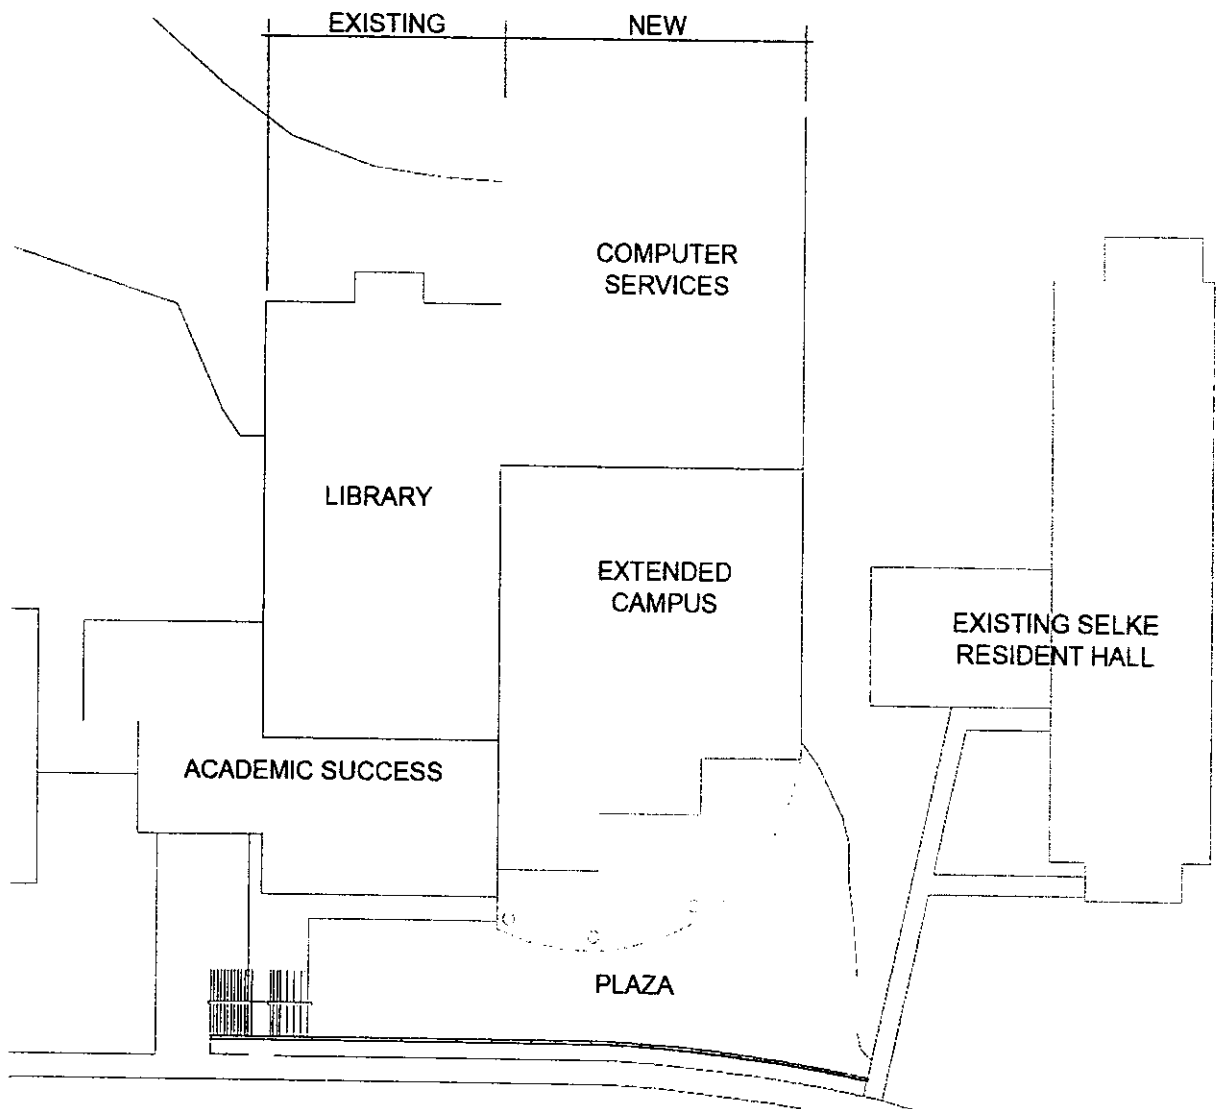 EXISTING
NEW
COMPUTER
SERVICES
LIBRARY
EXTENDED
CAMPUS
EXISTING SELKE
RESIDENT HALL
ACADEMIC SUCCESS
PLAZA